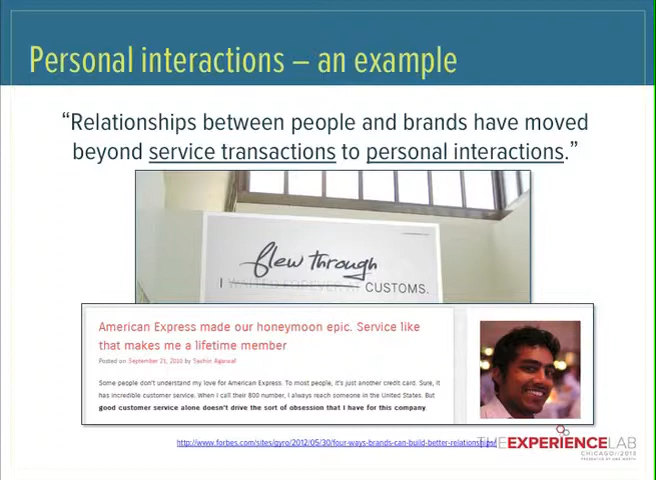 Personal interactions – an example
“Relationships between people and brands have moved
beyond service transactions to personal interactions.”
flew through
I WAITED FOREVER AT CUSTOMS.
American Express made our honeymoon epic. Service like
that makes me a lifetime member
Posted on September 21, 2010 by Sachin Agarwal
Some people don't understand my love for American Express. To most people, it's just another credit card. Sure, it
has incredible customer service. When I call their 800 number, I always reach someone in the United States. But
good customer service alone doesn't drive the sort of obsession that I have for this company
http://www.forbes.com/sites/gyro/2012/05/30/four-ways-brands-can-build-better-relationships/
THE EXPERIENCE LAB
CHICAGO//2013